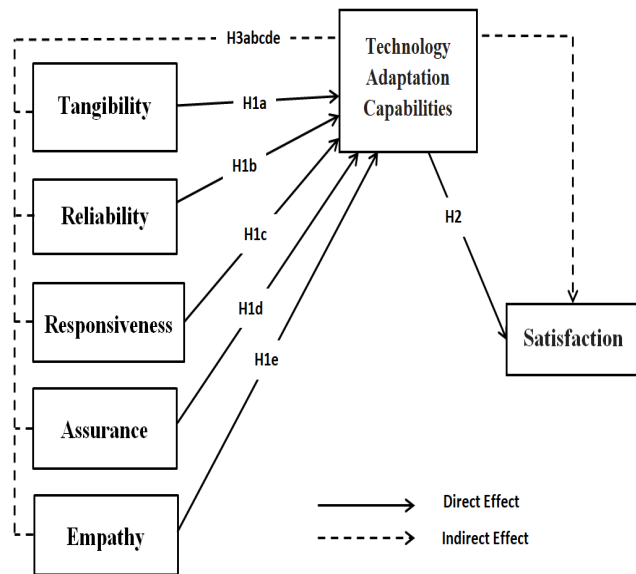 H3abcde
Technology
Adaptation
Capabilities
Tangibility
H1a
Reliability
H1b
H1c
H2
Responsiveness
H1d
Satisfaction
H1e
Assurance
Empathy
Direct Effect
Indirect Effect